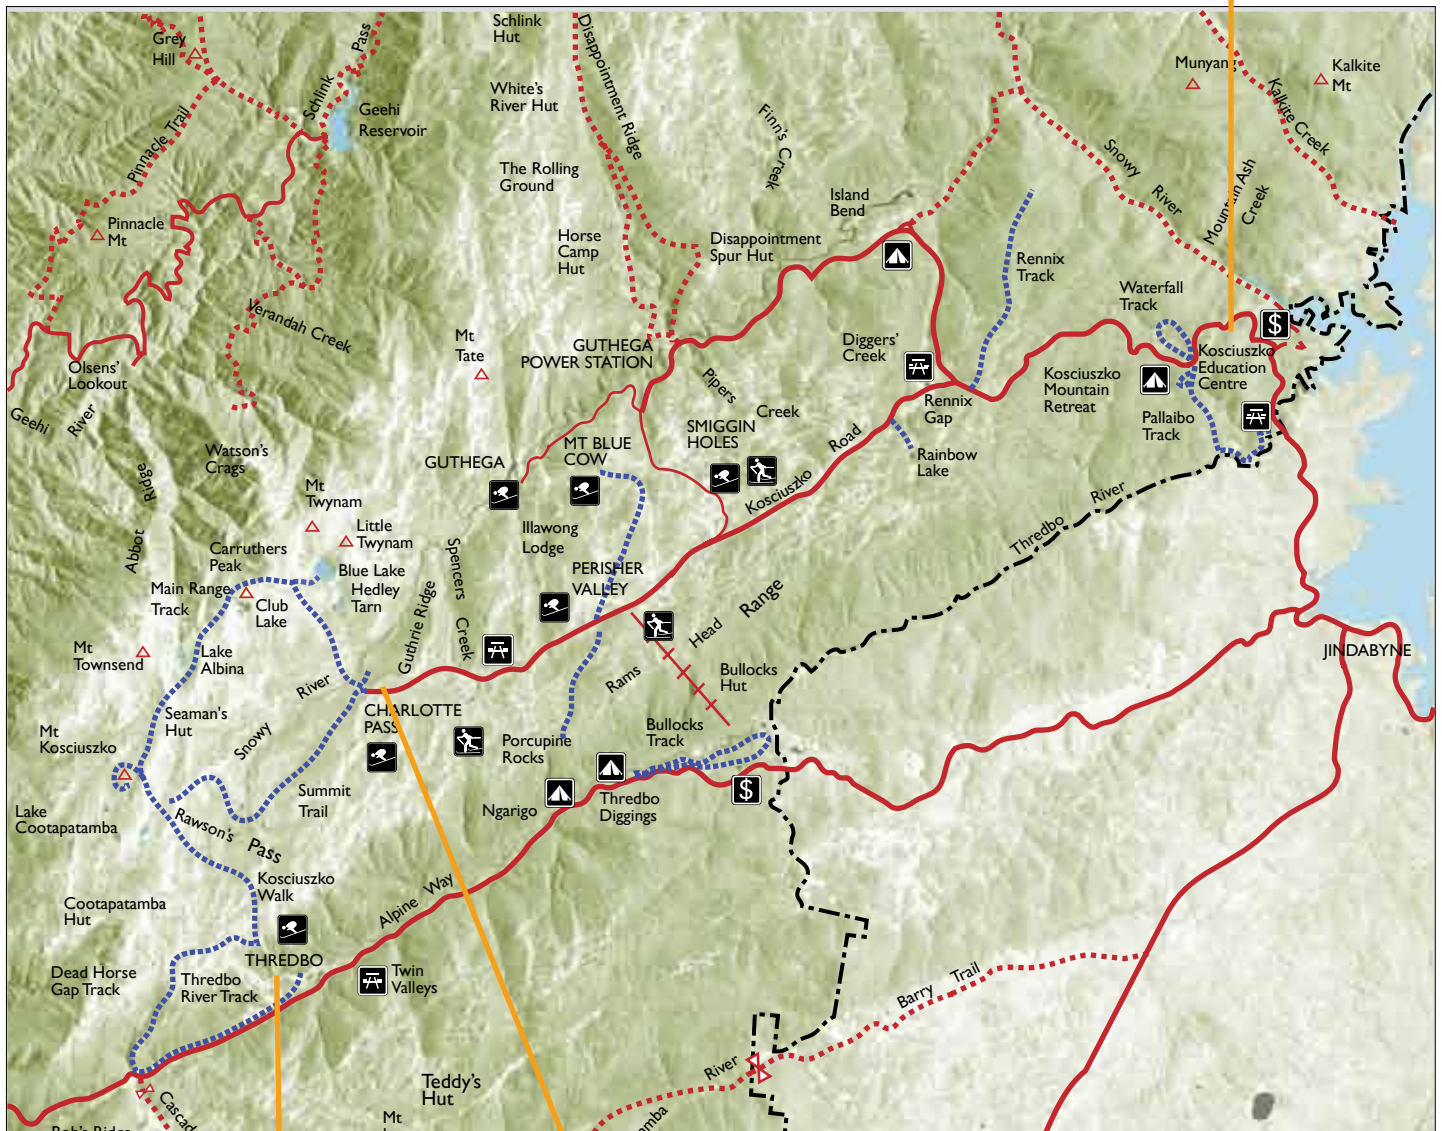 Schlink
Hut
Disappointment Ridge
Grey
Hill
Schlink Pass
Munyang
Kalkite
Mt
White's
River Hut
Geehi
Reservoir
Pinnacle Trail
Finn's Creek
Kalkite Creek
Snowy River
The Rolling
Ground
Island
Bend
Mountain Ash
Creek
Pinnacle
Mt
Horse
Camp
Hut
Disappointment
Spur Hut
Rennix
Track
Waterfall
Track
Verandah Creek
Mt
Tate
GUTHEGA
POWER STATION
Diggers'
Creek
$
Kosciuszko
Education
Centre
Olsens'
Lookout
Kosciuszko
Mountain
Retreat
Pipers
Creek
Rennix
Gap
Geehi River
SMIGGIN
HOLES
Pallaibo
Track
MT BLUE
COW
Watson's
Crags
GUTHEGA
Rainbow
Lake
Kosciuszko Road
Mt
Twynam
Abbot Ridge
Little
Twynam
Illawong
Lodge
Thredbo River
Carruthers
Peak
Spencers Creek
Blue Lake
Hedley
Tarn
PERISHER
VALLEY
Main Range
Track
Club
Lake
Guthrie Ridge
Rams Head Range
Mt
Townsend
Lake
Albina
JINDABYNE
Bullocks
Hut
Snowy River
Seaman's
Hut
CHARLOTTE
PASS
Bullocks
Track
Mt
Kosciuszko
Porcupine
Rocks
Summit
Trail
Ngarigo
Thredbo
Diggings
$
Lake
Cootapatamba
Rawson's Pass
Kosciuszko
Walk
Alpine Way
Cootapatamba
Hut
THREDBO
Dead Horse
Gap Track
Thredbo
River Track
Twin
Valleys
Barry Trail
River
Teddy's
Hut
Mt